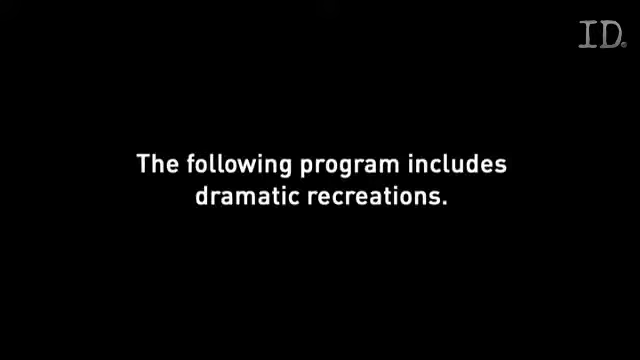 ID.
The following program includes
dramatic recreations.